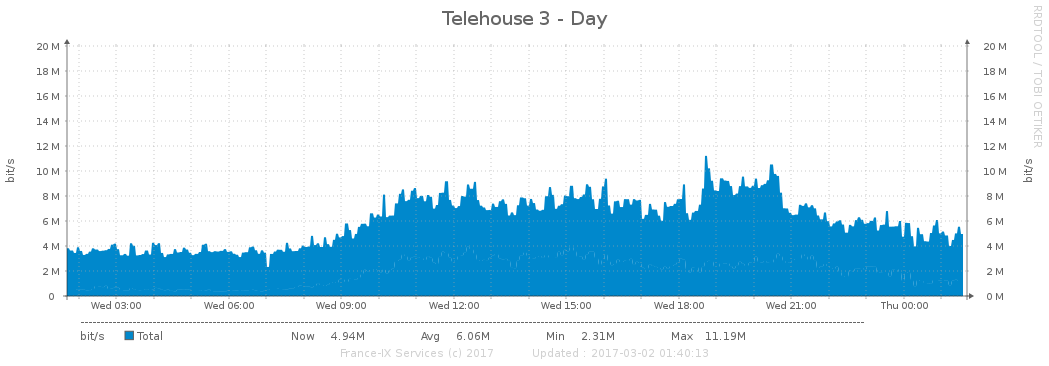 Telehouse 3 - Day
RRDTOOL / TOBI OETIKER
bit/s
bit/s
20 M 20 M
18 M 18 M
16 M 16 M
14 M 14 M
12 M 12 M
10 M 10 M
8 M 8 M
6 M 6 M
4 M 4 M
2 M 2 M
0 0 M
Wed 03:00 Wed 06:00 Wed 09:00 Wed 12:00 Wed 15:00 Wed 18:00 Wed 21:00 Thu 00:00
bit/s Total Now 4.94M Avg 6.06M Min 2.31M Max 11.19M
France-IX Services (c) 2017 Updated : 2017-03-02 01:40:13